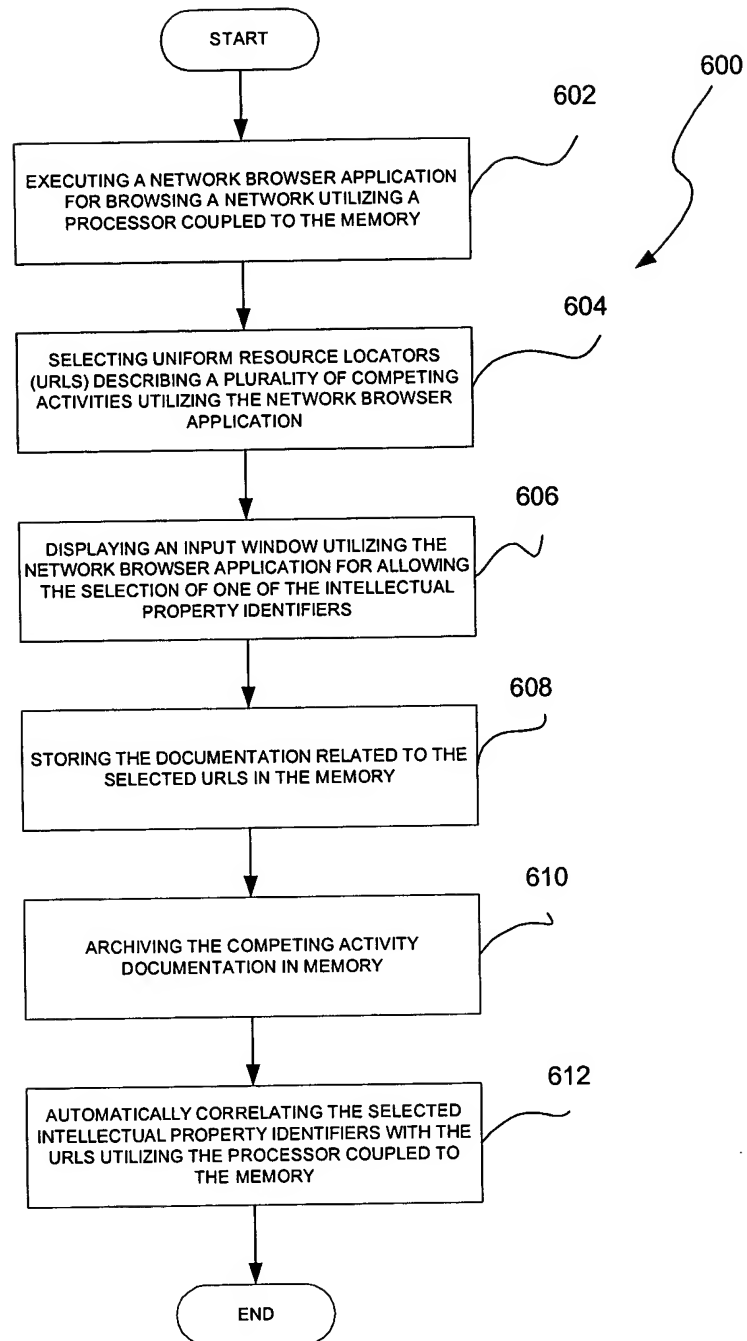 START
600
602
EXECUTING A NETWORK BROWSER APPLICATION
FOR BROWSING A NETWORK UTILIZING A
PROCESSOR COUPLED TO THE MEMORY
604
SELECTING UNIFORM RESOURCE LOCATORS
(URLS) DESCRIBING A PLURALITY OF COMPETING
ACTIVITIES UTILIZING THE NETWORK BROWSER
APPLICATION
606
DISPLAYING AN INPUT WINDOW UTILIZING THE
NETWORK BROWSER APPLICATION FOR ALLOWING
THE SELECTION OF ONE OF THE INTELLECTUAL
PROPERTY IDENTIFIERS
608
STORING THE DOCUMENTATION RELATED TO THE
SELECTED URLS IN THE MEMORY
610
ARCHIVING THE COMPETING ACTIVITY
DOCUMENTATION IN MEMORY
612
AUTOMATICALLY CORRELATING THE SELECTED
INTELLECTUAL PROPERTY IDENTIFIERS WITH THE
URLS UTILIZING THE PROCESSOR COUPLED TO
THE MEMORY
END